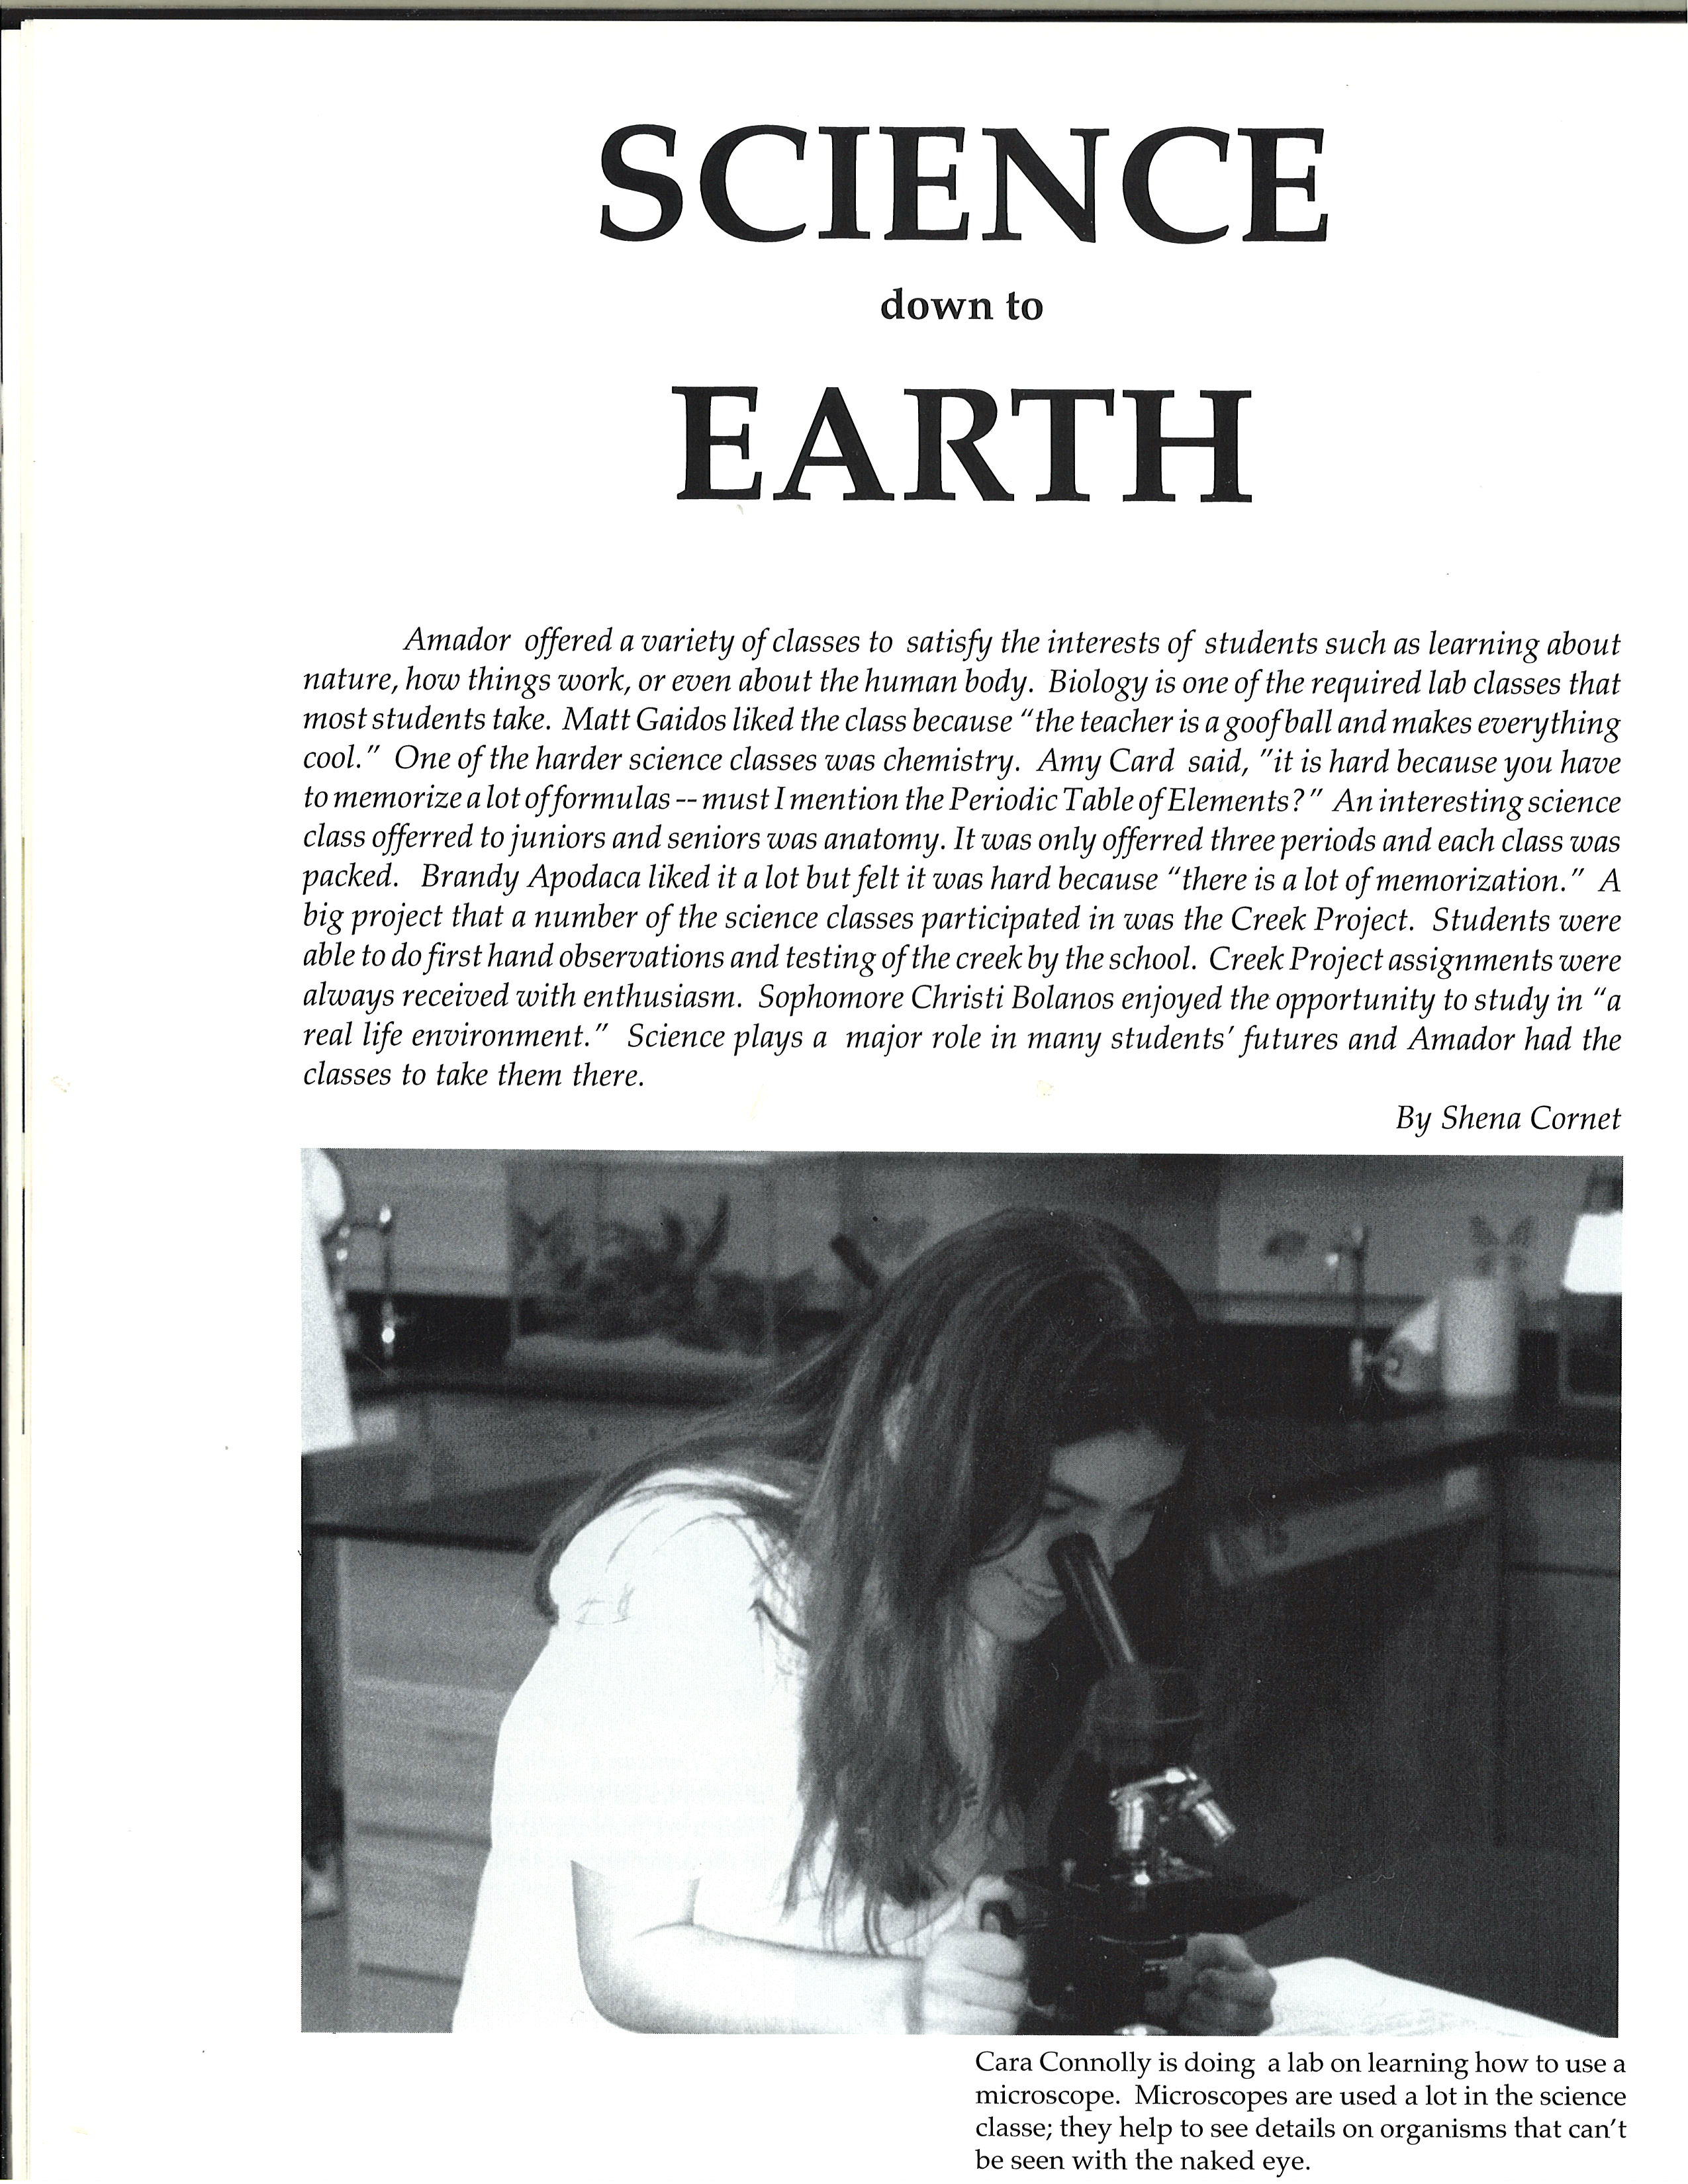 SCIENCE
down to
EARTH
Amador offered a variety of classes to satisfy the interests of students such as learning about
nature, how things work, or even about the human body. Biology is one of the required lab classes that
most students take. Matt Gaidos liked the class because “the teacher is a goof ball and makes everything
cool.” One of the harder science classes was chemistry. Amy Card said, ”it is hard because you have
to memorize a lot of formulas -- must I mention the Periodic Table of Elements?” An interesting science
class offerred to juniors and seniors was anatomy. It was only offerred three periods and each class was
packed. Brandy Apodaca liked it a lot but felt it was hard because “there is a lot of memorization.” A
big project that a number of the science classes participated in was the Creek Project. Students were
able to do first hand observations and testing of the creek by the school. Creek Project assignments were
always received with enthusiasm. Sophomore Christi Bolanos enjoyed the opportunity to study in “a
real life environment.” Science plays a major role in many students’ futures and Amador had the
classes to take them there.
By Shena Cornet
Cara Connolly is doing a lab on learning how to use a
microscope. Microscopes are used a lot in the science
classe; they help to see details on organisms that can’t
be seen with the naked eye.